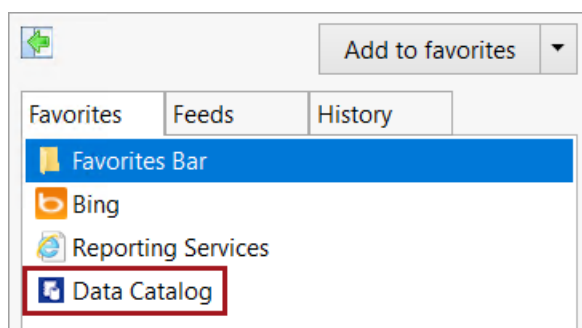 Add to favorites
Favorites Feeds History
Favorites Bar
Bing
Reporting Services
Data Catalog